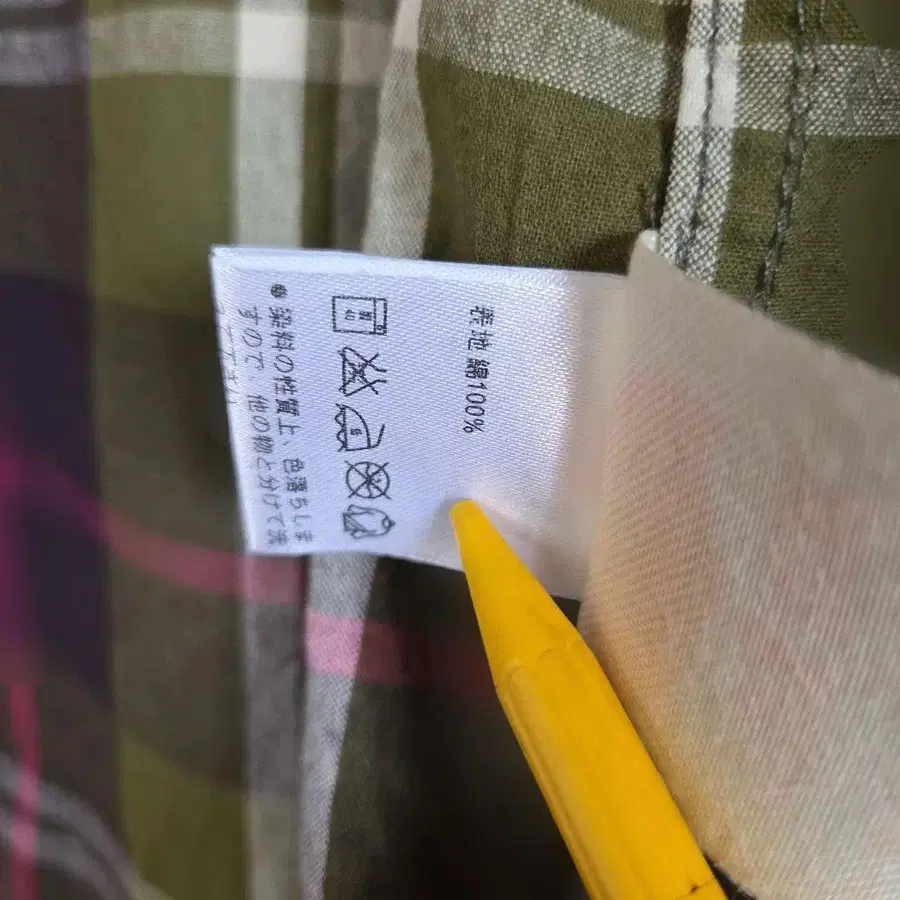 表地 綿100%
●染料の性質上、色落ちしま
すので、他の物と分けて洗